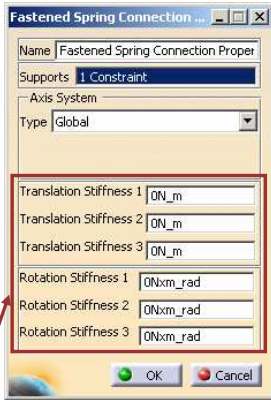 Fastened Spring Connection ...
Name Fastened Spring Connection Proper
Supports 1 Constraint
Axis System
Type Global
Translation Stiffness 1 0N_m
Translation Stiffness 2 0N_m
Translation Stiffness 3 0N_m
Rotation Stiffness 1 0Nxm_rad
Rotation Stiffness 2 0Nxm_rad
Rotation Stiffness 3 0Nxm_rad
OK Cancel